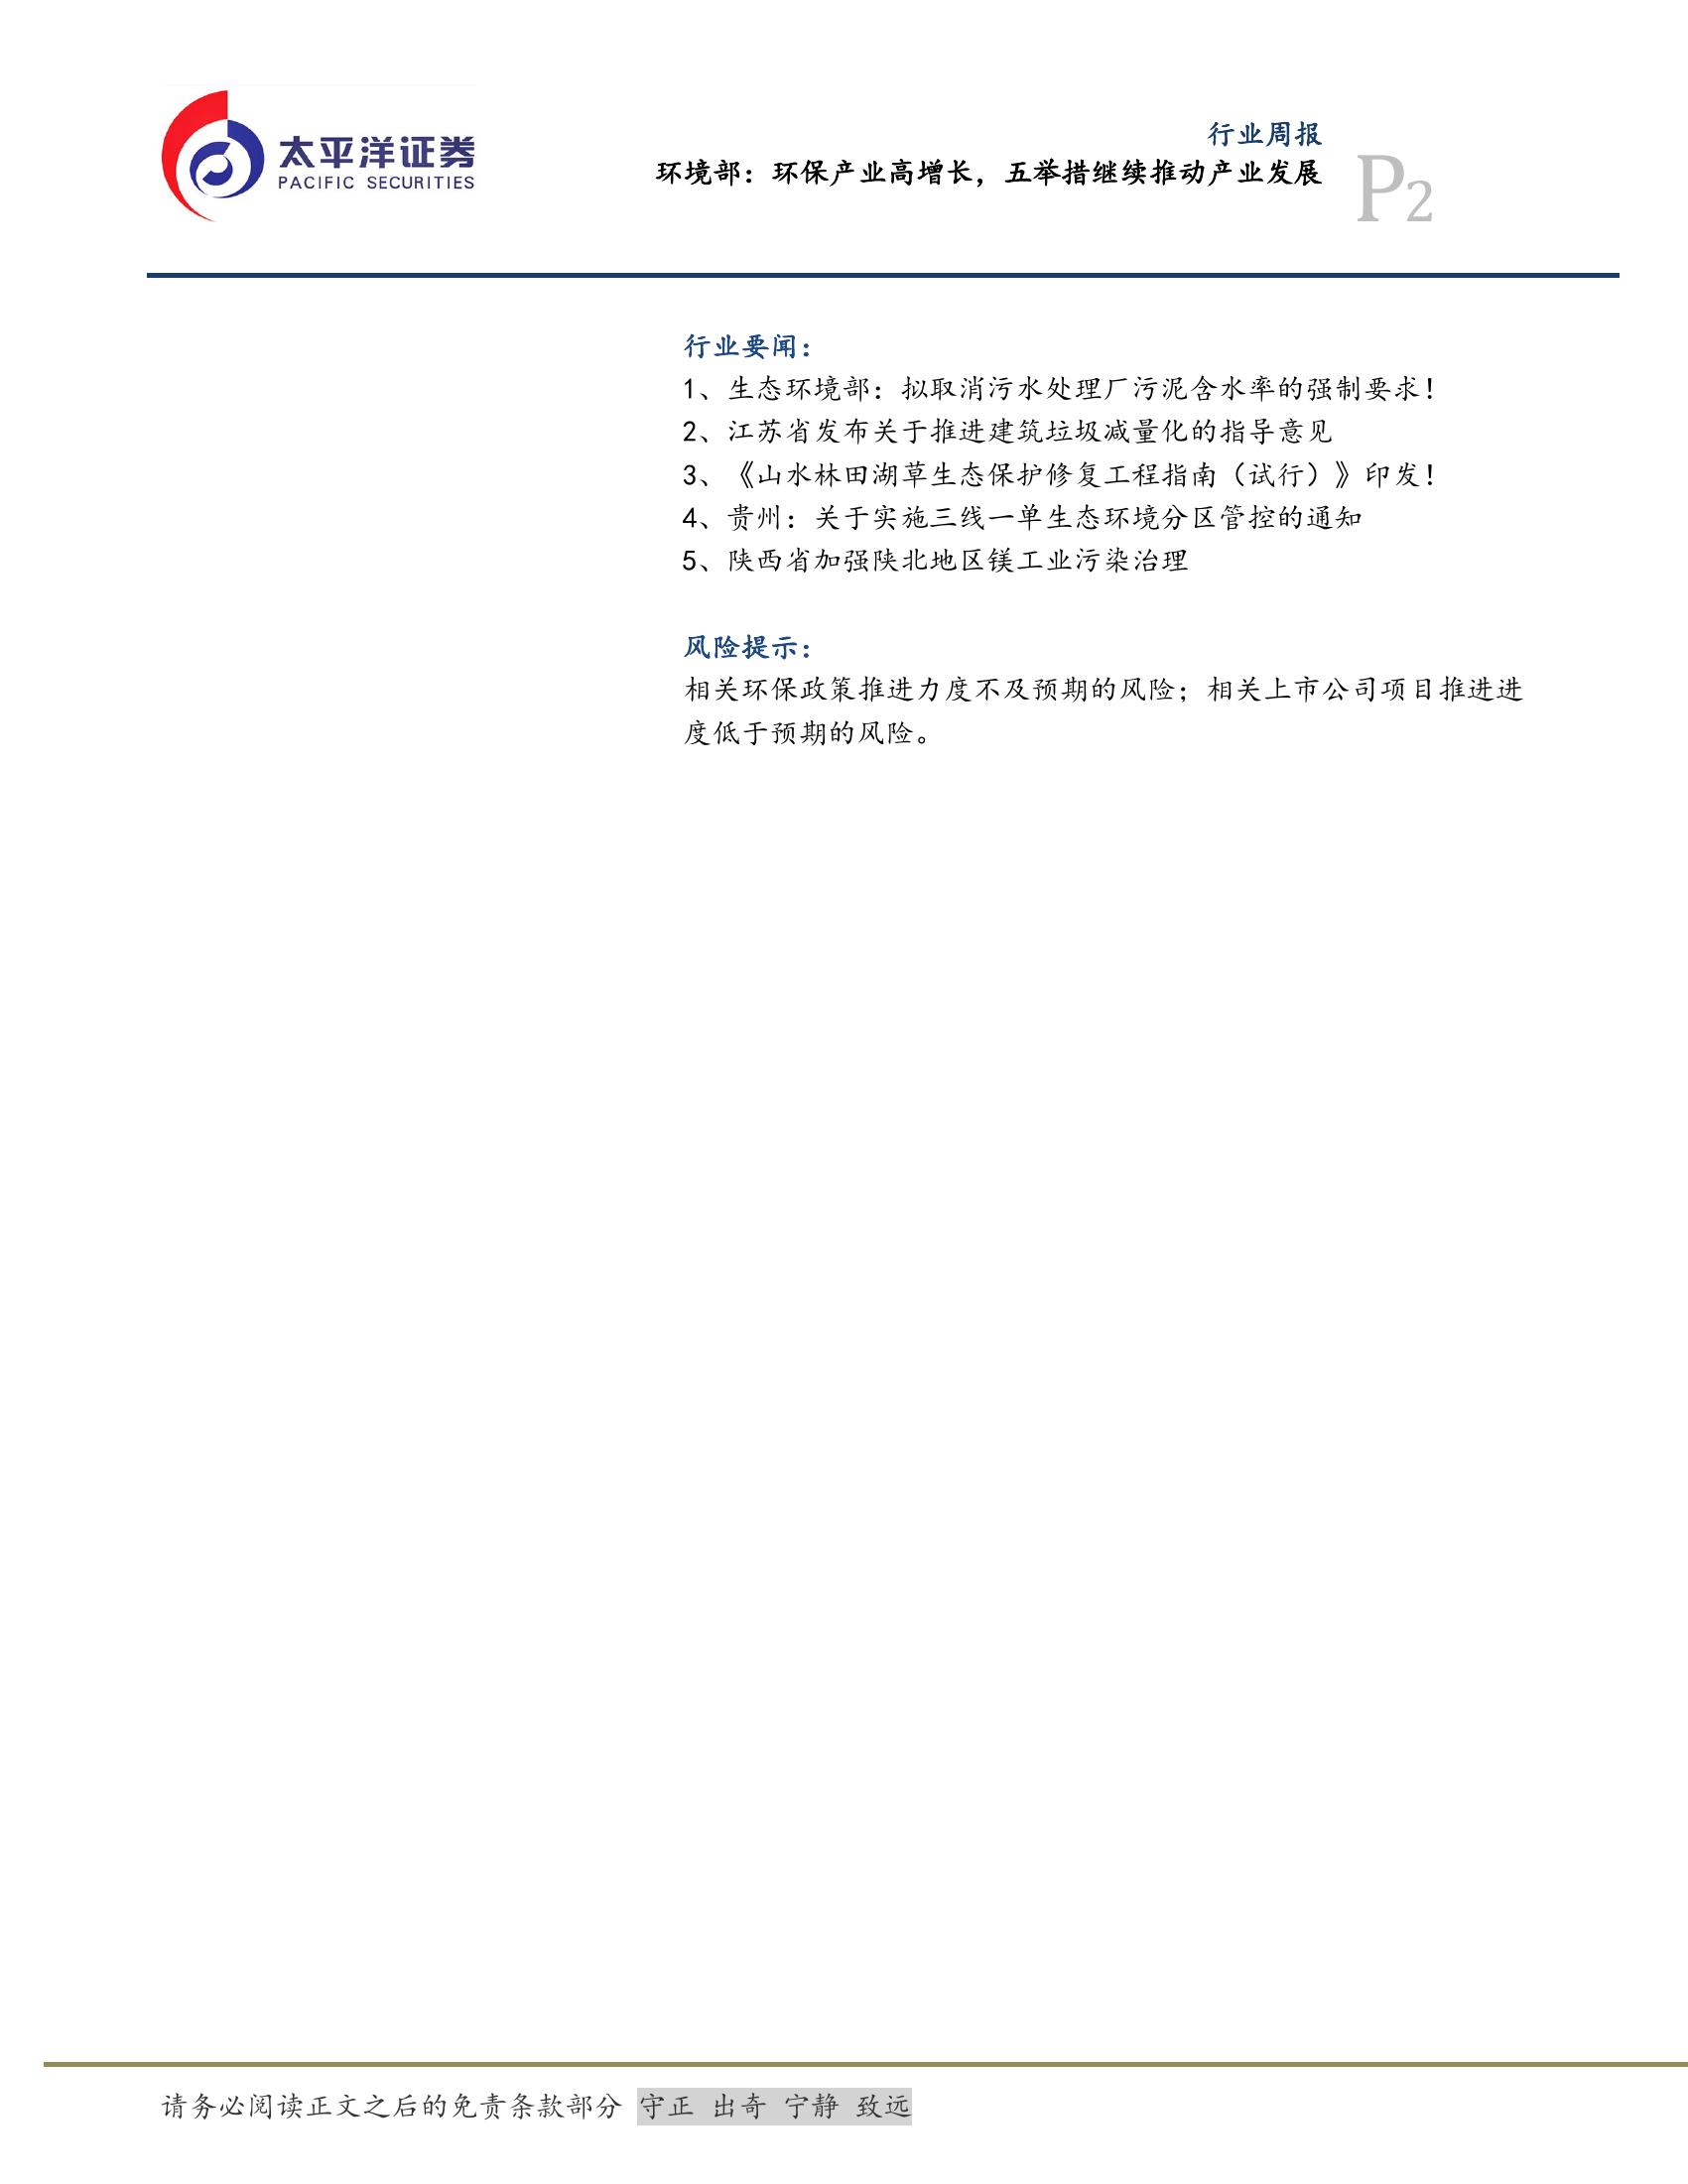 太平洋证券
PACIFIC SECURITIES
行业周报
环境部：环保产业高增长，五举措继续推动产业发展
P2
行业要闻：
1、生态环境部：拟取消污水处理厂污泥含水率的强制要求！
2、江苏省发布关于推进建筑垃圾减量化的指导意见
3、《山水林田湖草生态保护修复工程指南（试行）》印发！
4、贵州：关于实施三线一单生态环境分区管控的通知
5、陕西省加强陕北地区镁工业污染治理
风险提示：
相关环保政策推进力度不及预期的风险；相关上市公司项目推进进
度低于预期的风险。
请务必阅读正文之后的免责条款部分 守正 出奇 宁静 致远